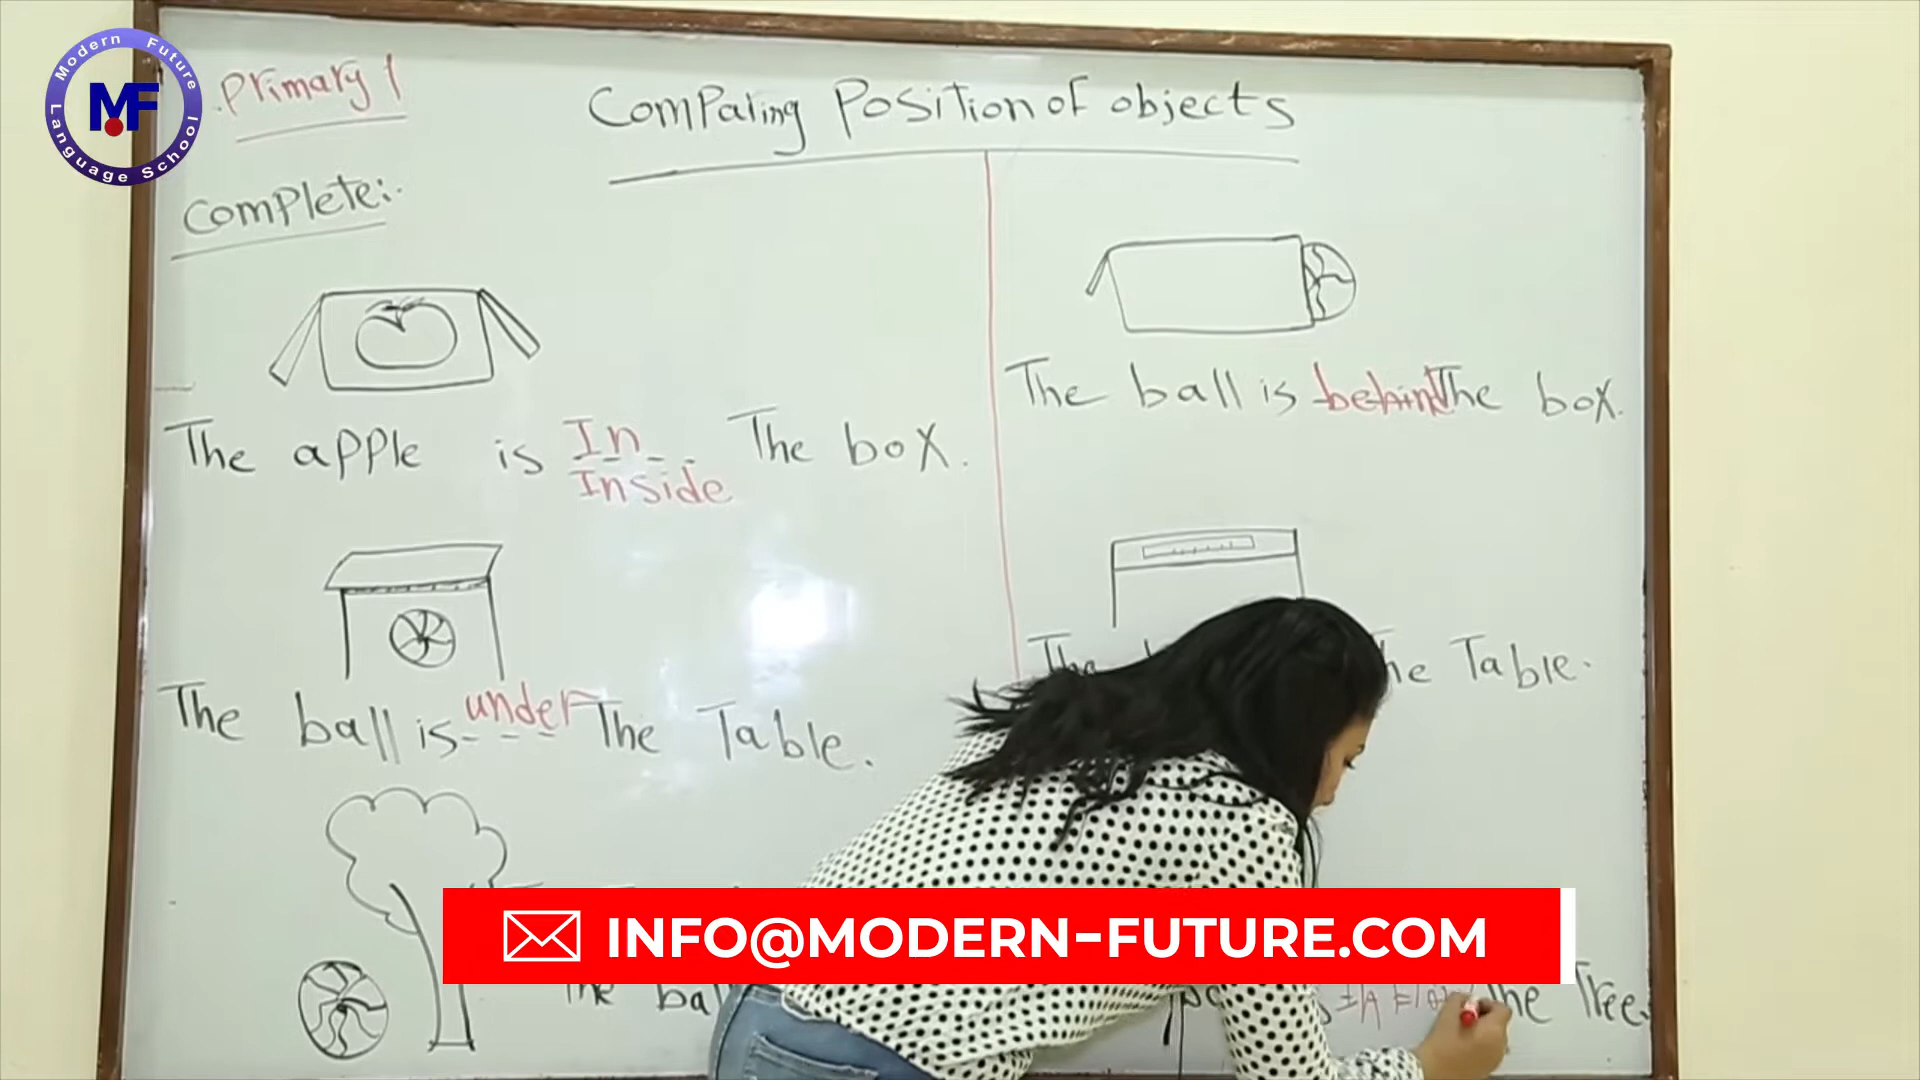 Modern Future
Language School
MF
Primary 1
Comparing Position of objects
Complete:
The apple is In The box.
Inside
The ball is under The Table.
The ball is behind The box.
The Table.
INFO@MODERN-FUTURE.COM
The
The Tree.